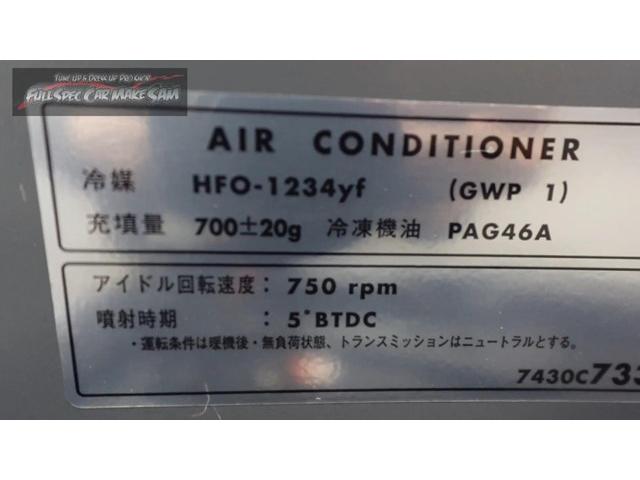 TUNE UP & DRESS UP PRO SHOP
FULLSPEC CAR MAKE SAM
AIR CONDITIONER
冷媒 HFO-1234yf (GWP 1)
充填量 700±20g 冷凍機油 PAG46A
アイドル回転速度: 750 rpm
噴射時期 : 5°BTDC
・運転条件は暖機後・無負荷状態、トランスミッションはニュートラルとする。
7430C733